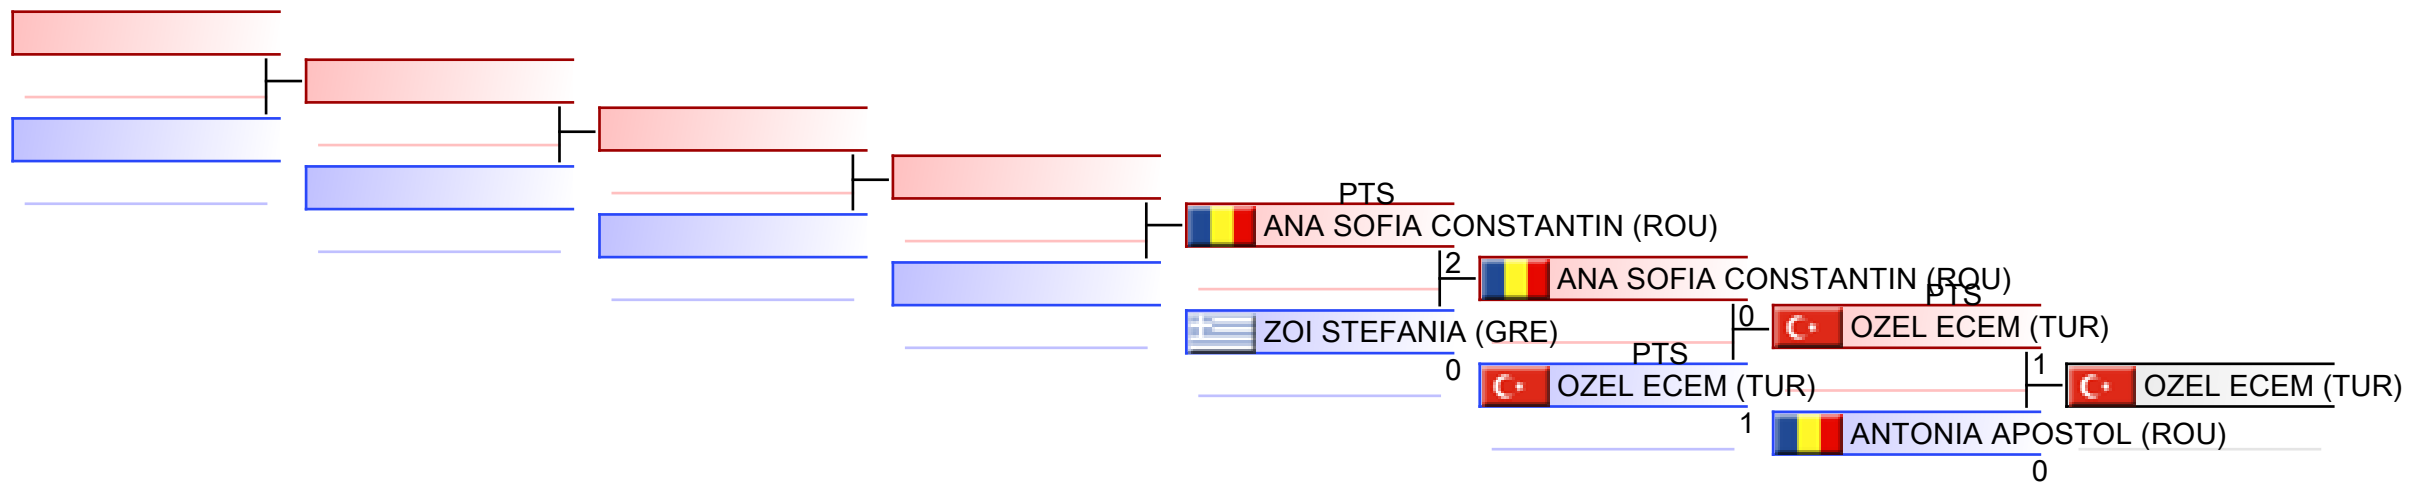 PTS
ANA SOFIA CONSTANTIN (ROU)
2
ZOI STEFANIA (GRE)
0
ANA SOFIA CONSTANTIN (ROU)
0
PTS
OZEL ECEM (TUR)
1
PTS
OZEL ECEM (TUR)
1
ANTONIA APOSTOL (ROU)
0
OZEL ECEM (TUR)